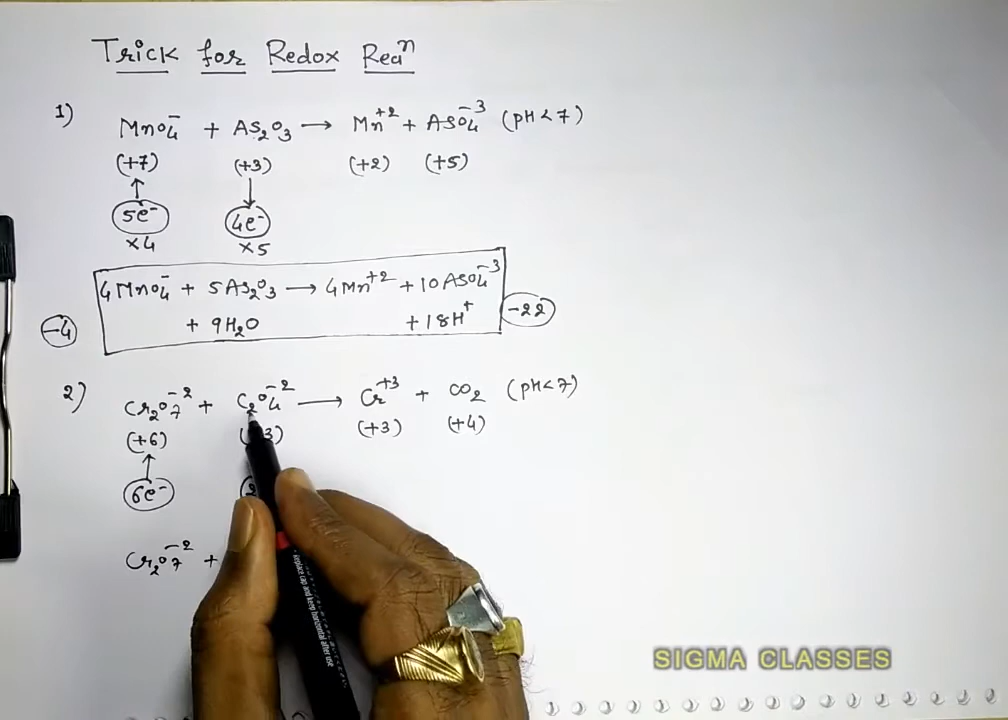 Trick for Redox Reaⁿ
1) MnO₄⁻ + AS₂O₃ → Mn⁺² + ASO₄⁻³ (pH<7)
(+7) (+3) (+2) (+5)
↑ ↓
5e⁻ 4e⁻
×4 ×5
4MnO₄⁻ + 5AS₂O₃ → 4Mn⁺² + 10ASO₄⁻³
-4 + 9H₂O + 18H⁺ -22
2) Cr₂O₇⁻² + C₂O₄⁻² → Cr⁺³ + CO₂ (pH<7)
(+6) 3) (+3) (+4)
↑
6e⁻
Cr₂O₇⁻² +
SIGMA CLASSES